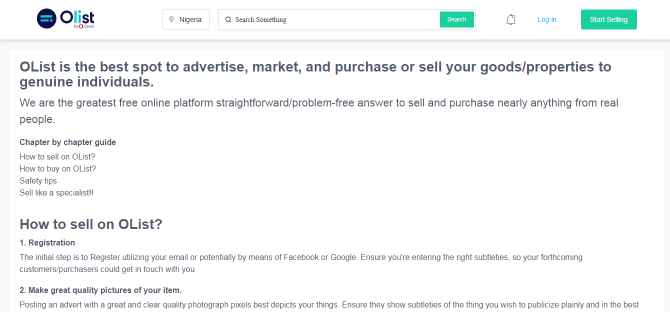 Olist
Nigeria
Search Something
Search
Log in
Start Selling
OList is the best spot to advertise, market, and purchase or sell your goods/properties to
genuine individuals.
We are the greatest free online platform straightforward/problem-free answer to sell and purchase nearly anything from real
people.
Chapter by chapter guide
How to sell on OList?
How to buy on OList?
Safety tips
Sell like a specialist!!!
How to sell on OList?
1. Registration
The initial step is to Register utilizing your email or potentially by means of Facebook or Google. Ensure you're entering the right subtleties, so your forthcoming
customers/purchasers could get in touch with you
2. Make great quality pictures of your item.
Posting an advert with a great and clear quality photograph pixels best depicts your things. Ensure they show subtleties of the thing you wish to publicize plainly and in the best